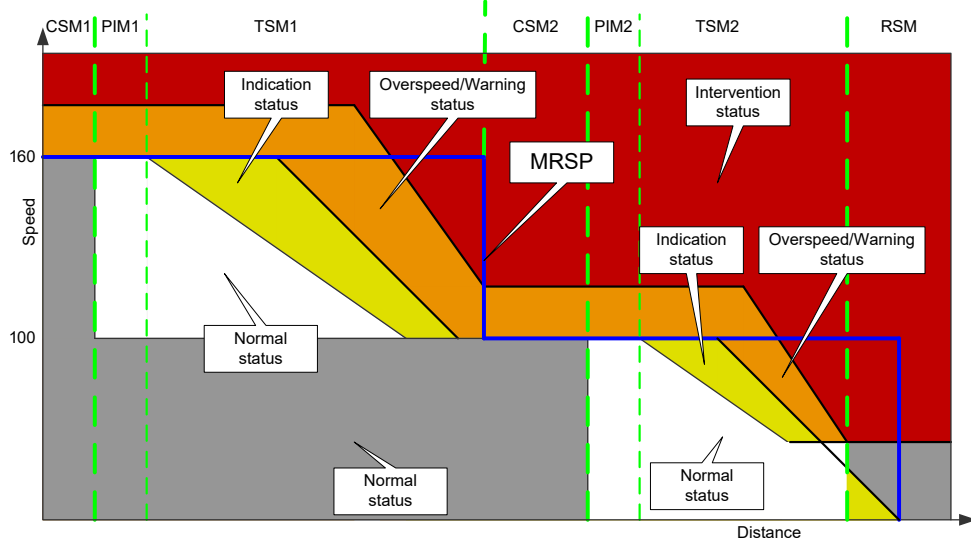 CSM1
PIM1
TSM1
CSM2
PIM2
TSM2
RSM
Indication
status
Overspeed/Warning
status
Intervention
status
160
MRSP
Speed
Indication
status
Overspeed/Warning
status
100
Normal
status
Normal
status
Normal
status
Distance